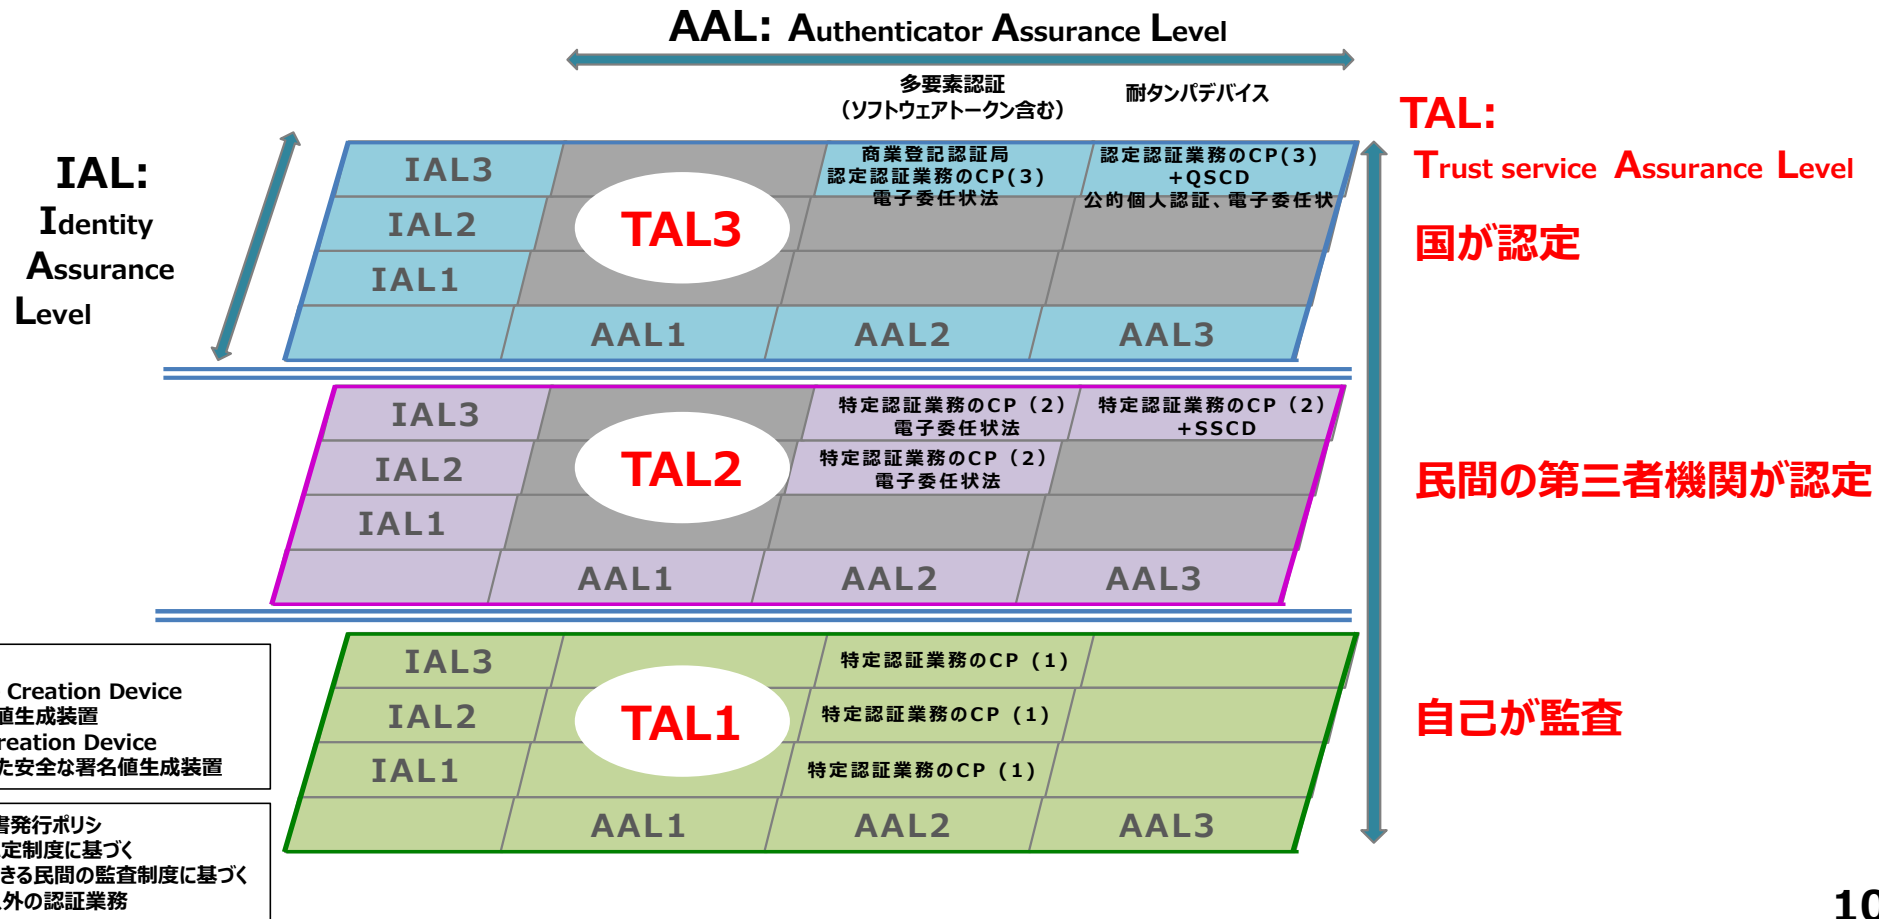 AAL: Authenticator Assurance Level
多要素認証
（ソフトウェアトークン含む）
耐タンパデバイス
IAL:
Identity
Assurance
Level
TAL:
Trust service Assurance Level
国が認定
民間の第三者機関が認定
自己が監査
IAL3
商業登記認証局
認定認証業務のCP(3)
電子委任状法
認定認証業務のCP(3)
+QSCD
公的個人認証、電子委任状
IAL2
TAL3
IAL1
AAL1
AAL2
AAL3
IAL3
特定認証業務のCP（2）
電子委任状法
特定認証業務のCP（2）
+SSCD
IAL2
TAL2
特定認証業務のCP（2）
電子委任状法
IAL1
AAL1
AAL2
AAL3
IAL3
特定認証業務のCP (1)
IAL2
TAL1
特定認証業務のCP (1)
IAL1
特定認証業務のCP (1)
AAL1
AAL2
AAL3
Creation Device
値生成装置
reation Device
た安全な署名値生成装置
書発行ポリシ
定制度に基づく
きる民間の監査制度に基づく
外の認証業務
10